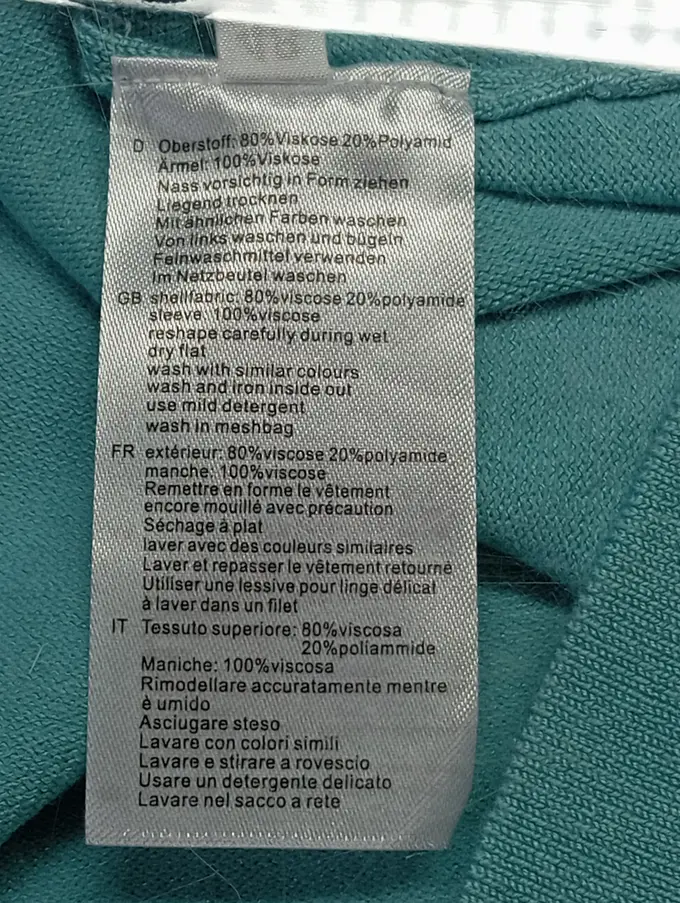 D Oberstoff: 80%Viskose 20%Polyamid
Ärmel: 100%Viskose
Nass vorsichtig in Form ziehen
Liegend trocknen
Mit ähnlichen Farben waschen
Von links waschen und bügeln
Feinwaschmittel verwenden
Im Netzbeutel waschen
GB shellfabric: 80%viscose 20%polyamide
sleeve: 100%viscose
reshape carefully during wet
dry flat
wash with similar colours
wash and iron inside out
use mild detergent
wash in meshbag
FR extérieur: 80%viscose 20%polyamide
manche: 100%viscose
Remettre en forme le vêtement
encore mouillé avec précaution
Séchage à plat
laver avec des couleurs similaires
Laver et repasser le vêtement retourné
Utiliser une lessive pour linge délicat
à laver dans un filet
IT Tessuto superiore: 80%viscosa
20%poliammide
Maniche: 100%viscosa
Rimodellare accuratamente mentre
è umido
Asciugare steso
Lavare con colori simili
Lavare e stirare a rovescio
Usare un detergente delicato
Lavare nel sacco a rete